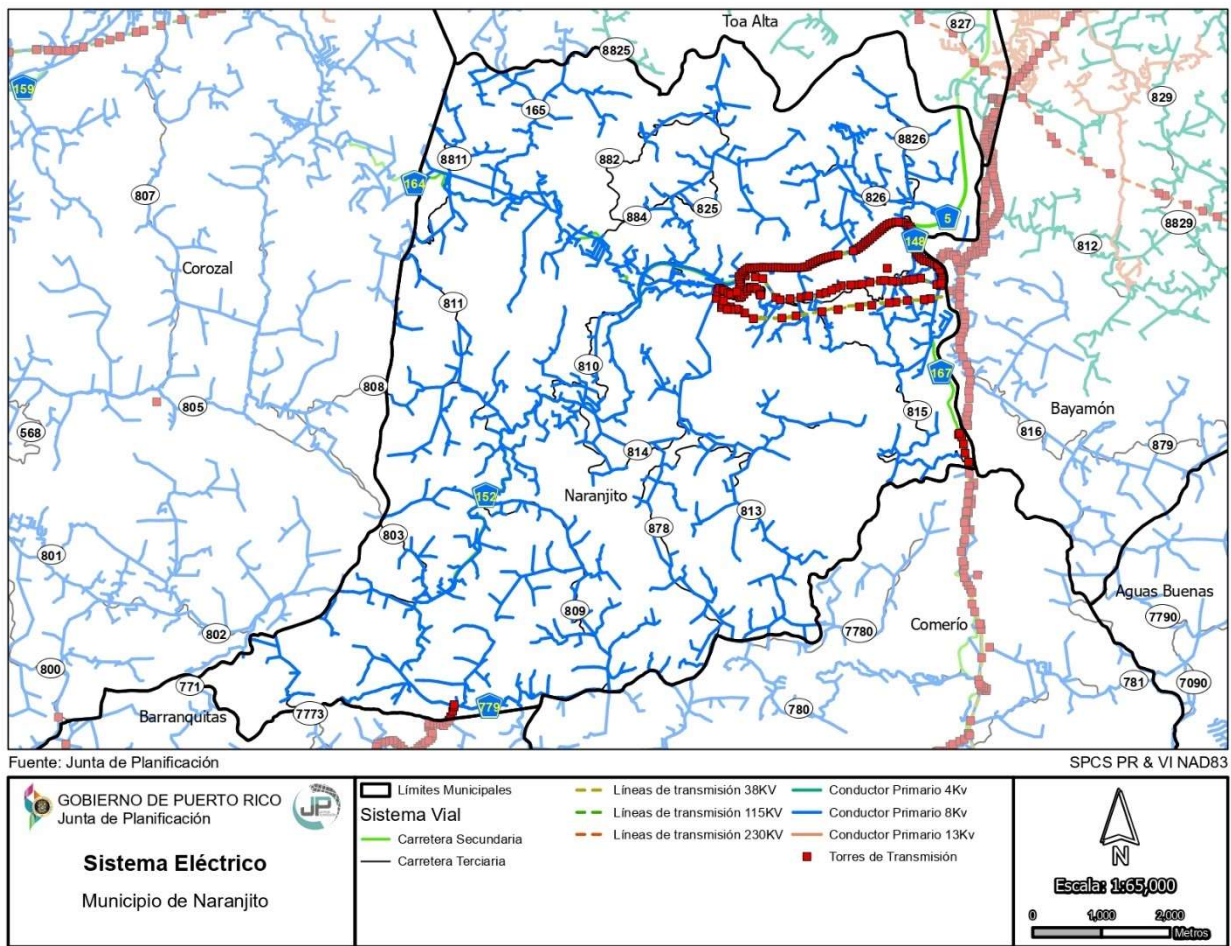 Toa Alta
827
8825
159
829
165
8826
882
8811
164
807
826
825
884
5
8829
148
812
Corozal
811
810
167
808
805
815
Bayamón
568
816
879
814
152
Naranjito
813
878
803
801
809
Aguas Buenas
7790
802
7780
Comerío
800
771
781
7090
779
Barranquitas
7773
780
Fuente: Junta de Planificación
SPCS PR & VI NAD83
GOBIERNO DE PUERTO RICO
Junta de Planificación
JP
Sistema Eléctrico
Municipio de Naranjito
Límites Municipales
Sistema Vial
Carretera Secundaria
Carretera Terciaria
Líneas de transmisión 38KV
Líneas de transmisión 115KV
Líneas de transmisión 230KV
Conductor Primario 4Kv
Conductor Primario 8Kv
Conductor Primario 13Kv
Torres de Transmisión
N
Escala: 1:65,000
0 1,000 2,000
Metros